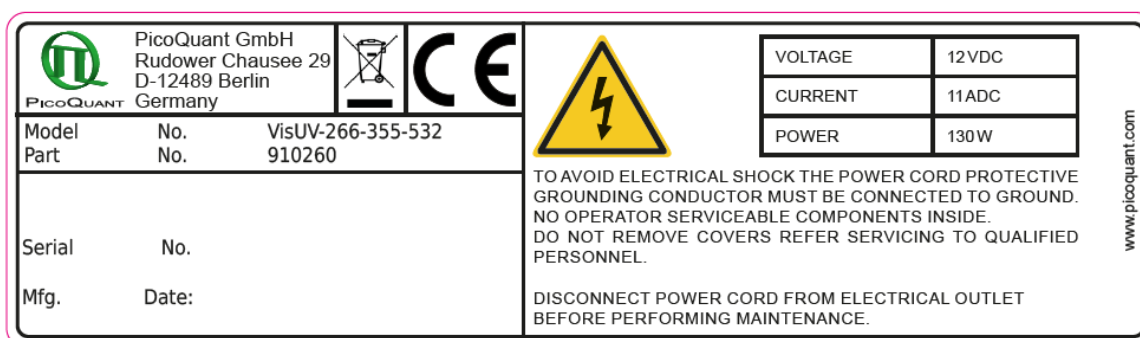 PicoQuant GmbH
Rudower Chausee 29
D-12489 Berlin
Germany
PICOQUANT
CE
Model No. VisUV-266-355-532
Part No. 910260
Serial No.
Mfg. Date:
VOLTAGE 12VDC
CURRENT 11ADC
POWER 130W
TO AVOID ELECTRICAL SHOCK THE POWER CORD PROTECTIVE
GROUNDING CONDUCTOR MUST BE CONNECTED TO GROUND.
NO OPERATOR SERVICEABLE COMPONENTS INSIDE.
DO NOT REMOVE COVERS REFER SERVICING TO QUALIFIED
PERSONNEL.
DISCONNECT POWER CORD FROM ELECTRICAL OUTLET
BEFORE PERFORMING MAINTENANCE.
www.picoquant.com